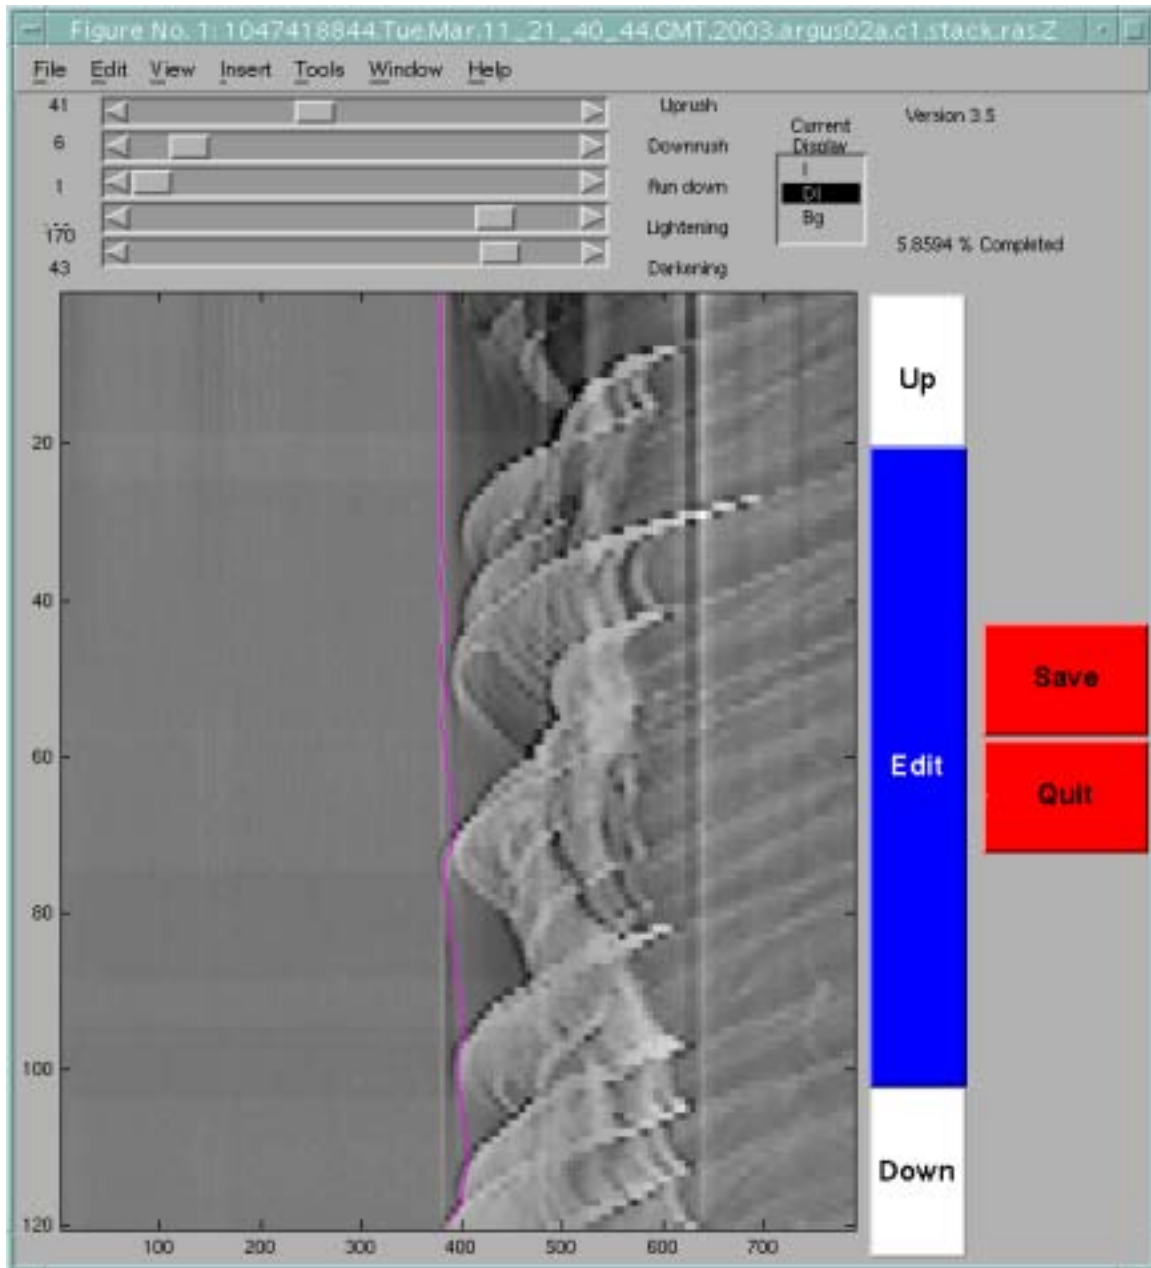 Figure No. 1: 1047418844.Tue.Mar.11_21_40_44.GMT.2003.argus02a.c1.stack.ras.Z
File Edit View Insert Tools Window Help
41 Uprush
6 Downrush
1 Run down
170 Lightening
43 Darkening
Current
Display
I
DI
Bg
Version 3.5
5.8594 % Completed
20
40
60
80
100
120
100 200 300 400 500 600 700
Up
Edit
Down
Save
Quit